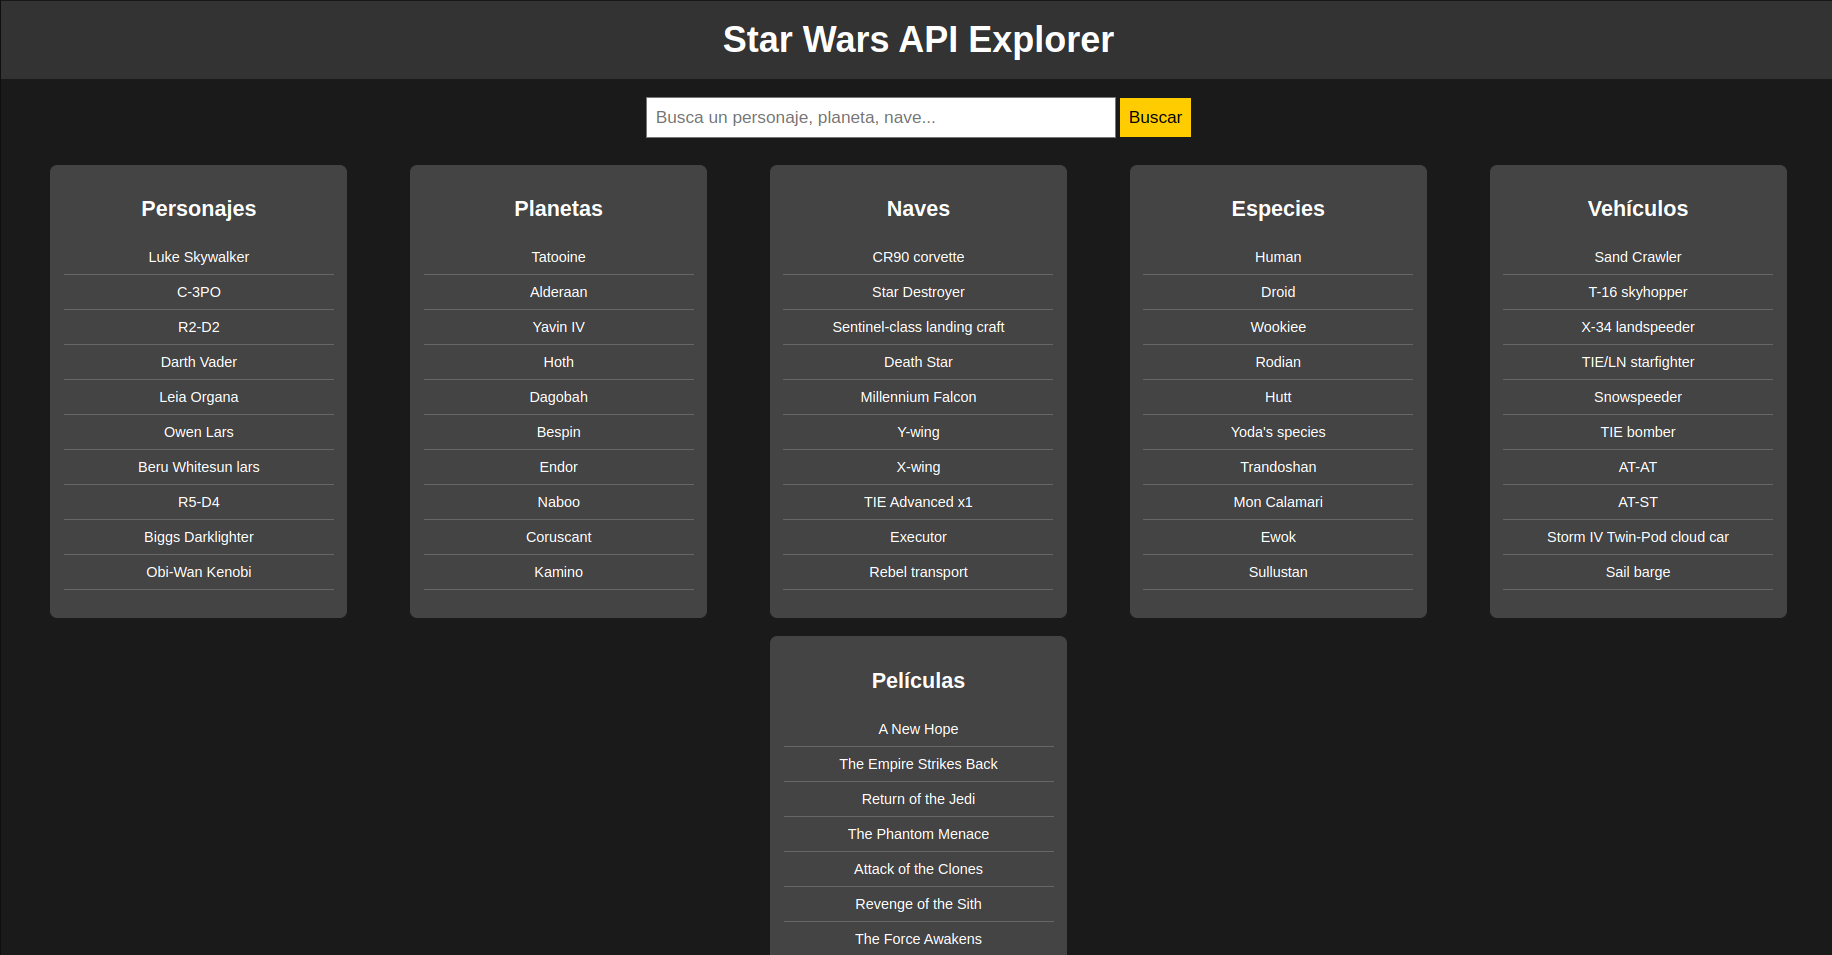 Star Wars API Explorer
Busca un personaje, planeta, nave...
Buscar
Personajes
Luke Skywalker
C-3PO
R2-D2
Darth Vader
Leia Organa
Owen Lars
Beru Whitesun lars
R5-D4
Biggs Darklighter
Obi-Wan Kenobi
Planetas
Tatooine
Alderaan
Yavin IV
Hoth
Dagobah
Bespin
Endor
Naboo
Coruscant
Kamino
Naves
CR90 corvette
Star Destroyer
Sentinel-class landing craft
Death Star
Millennium Falcon
Y-wing
X-wing
TIE Advanced x1
Executor
Rebel transport
Especies
Human
Droid
Wookiee
Rodian
Hutt
Yoda's species
Trandoshan
Mon Calamari
Ewok
Sullustan
Vehículos
Sand Crawler
T-16 skyhopper
X-34 landspeeder
TIE/LN starfighter
Snowspeeder
TIE bomber
AT-AT
AT-ST
Storm IV Twin-Pod cloud car
Sail barge
Películas
A New Hope
The Empire Strikes Back
Return of the Jedi
The Phantom Menace
Attack of the Clones
Revenge of the Sith
The Force Awakens